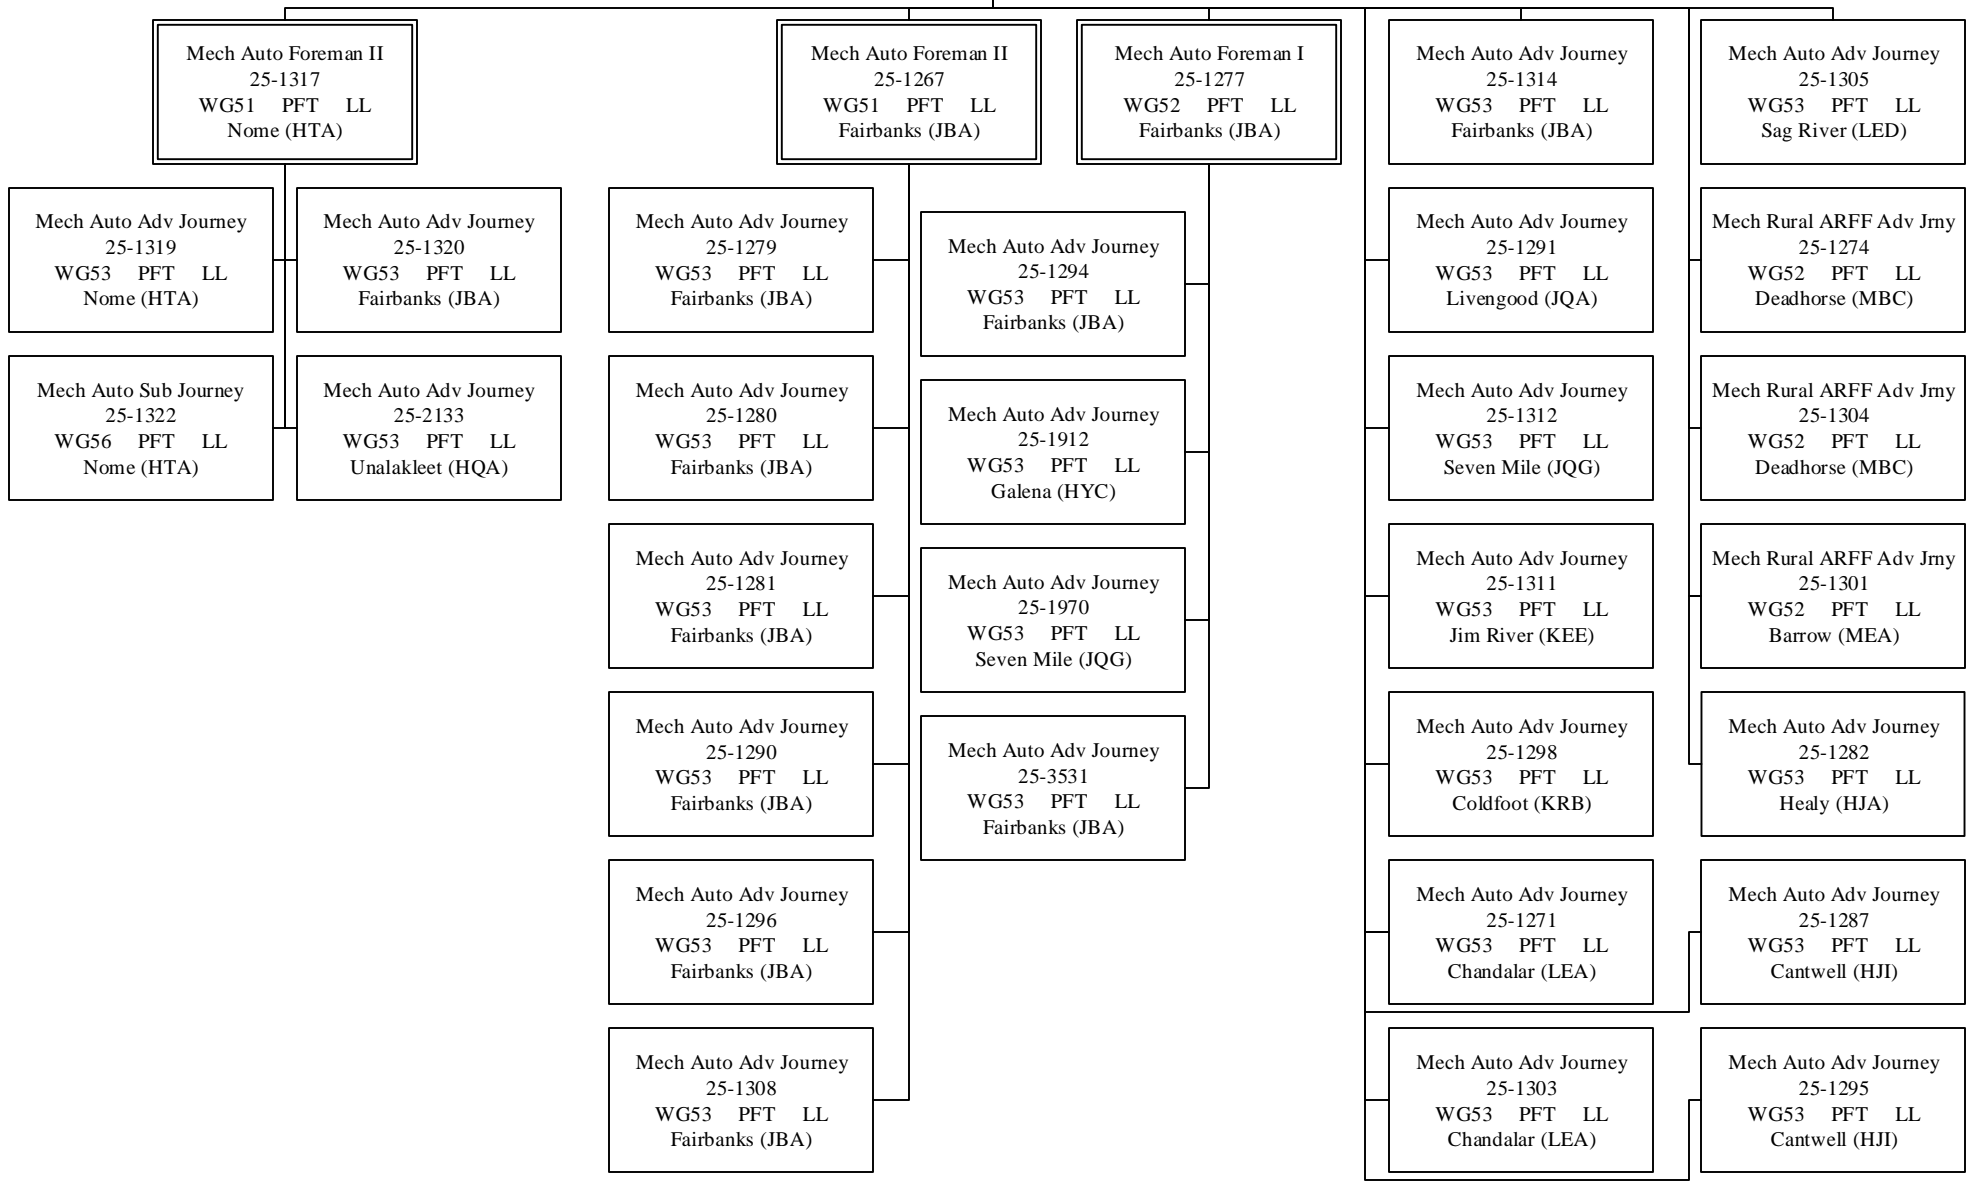 Mech Auto Foreman II
25-1317
WG51 PFT LL
Nome (HTA)
Mech Auto Foreman II
25-1267
WG51 PFT LL
Fairbanks (JBA)
Mech Auto Foreman I
25-1277
WG52 PFT LL
Fairbanks (JBA)
Mech Auto Adv Journey
25-1314
WG53 PFT LL
Fairbanks (JBA)
Mech Auto Adv Journey
25-1305
WG53 PFT LL
Sag River (LED)
Mech Auto Adv Journey
25-1319
WG53 PFT LL
Nome (HTA)
Mech Auto Adv Journey
25-1320
WG53 PFT LL
Fairbanks (JBA)
Mech Auto Sub Journey
25-1322
WG56 PFT LL
Nome (HTA)
Mech Auto Adv Journey
25-2133
WG53 PFT LL
Unalakleet (HQA)
Mech Auto Adv Journey
25-1279
WG53 PFT LL
Fairbanks (JBA)
Mech Auto Adv Journey
25-1280
WG53 PFT LL
Fairbanks (JBA)
Mech Auto Adv Journey
25-1281
WG53 PFT LL
Fairbanks (JBA)
Mech Auto Adv Journey
25-1290
WG53 PFT LL
Fairbanks (JBA)
Mech Auto Adv Journey
25-1296
WG53 PFT LL
Fairbanks (JBA)
Mech Auto Adv Journey
25-1308
WG53 PFT LL
Fairbanks (JBA)
Mech Auto Adv Journey
25-1294
WG53 PFT LL
Fairbanks (JBA)
Mech Auto Adv Journey
25-1912
WG53 PFT LL
Galena (HYC)
Mech Auto Adv Journey
25-1970
WG53 PFT LL
Seven Mile (JQG)
Mech Auto Adv Journey
25-3531
WG53 PFT LL
Fairbanks (JBA)
Mech Auto Adv Journey
25-1291
WG53 PFT LL
Livengood (JQA)
Mech Auto Adv Journey
25-1312
WG53 PFT LL
Seven Mile (JQG)
Mech Auto Adv Journey
25-1311
WG53 PFT LL
Jim River (KEE)
Mech Auto Adv Journey
25-1298
WG53 PFT LL
Coldfoot (KRB)
Mech Auto Adv Journey
25-1271
WG53 PFT LL
Chandalar (LEA)
Mech Auto Adv Journey
25-1303
WG53 PFT LL
Chandalar (LEA)
Mech Rural ARFF Adv Jrny
25-1274
WG52 PFT LL
Deadhorse (MBC)
Mech Rural ARFF Adv Jrny
25-1304
WG52 PFT LL
Deadhorse (MBC)
Mech Rural ARFF Adv Jrny
25-1301
WG52 PFT LL
Barrow (MEA)
Mech Auto Adv Journey
25-1282
WG53 PFT LL
Healy (HJA)
Mech Auto Adv Journey
25-1287
WG53 PFT LL
Cantwell (HJI)
Mech Auto Adv Journey
25-1295
WG53 PFT LL
Cantwell (HJI)